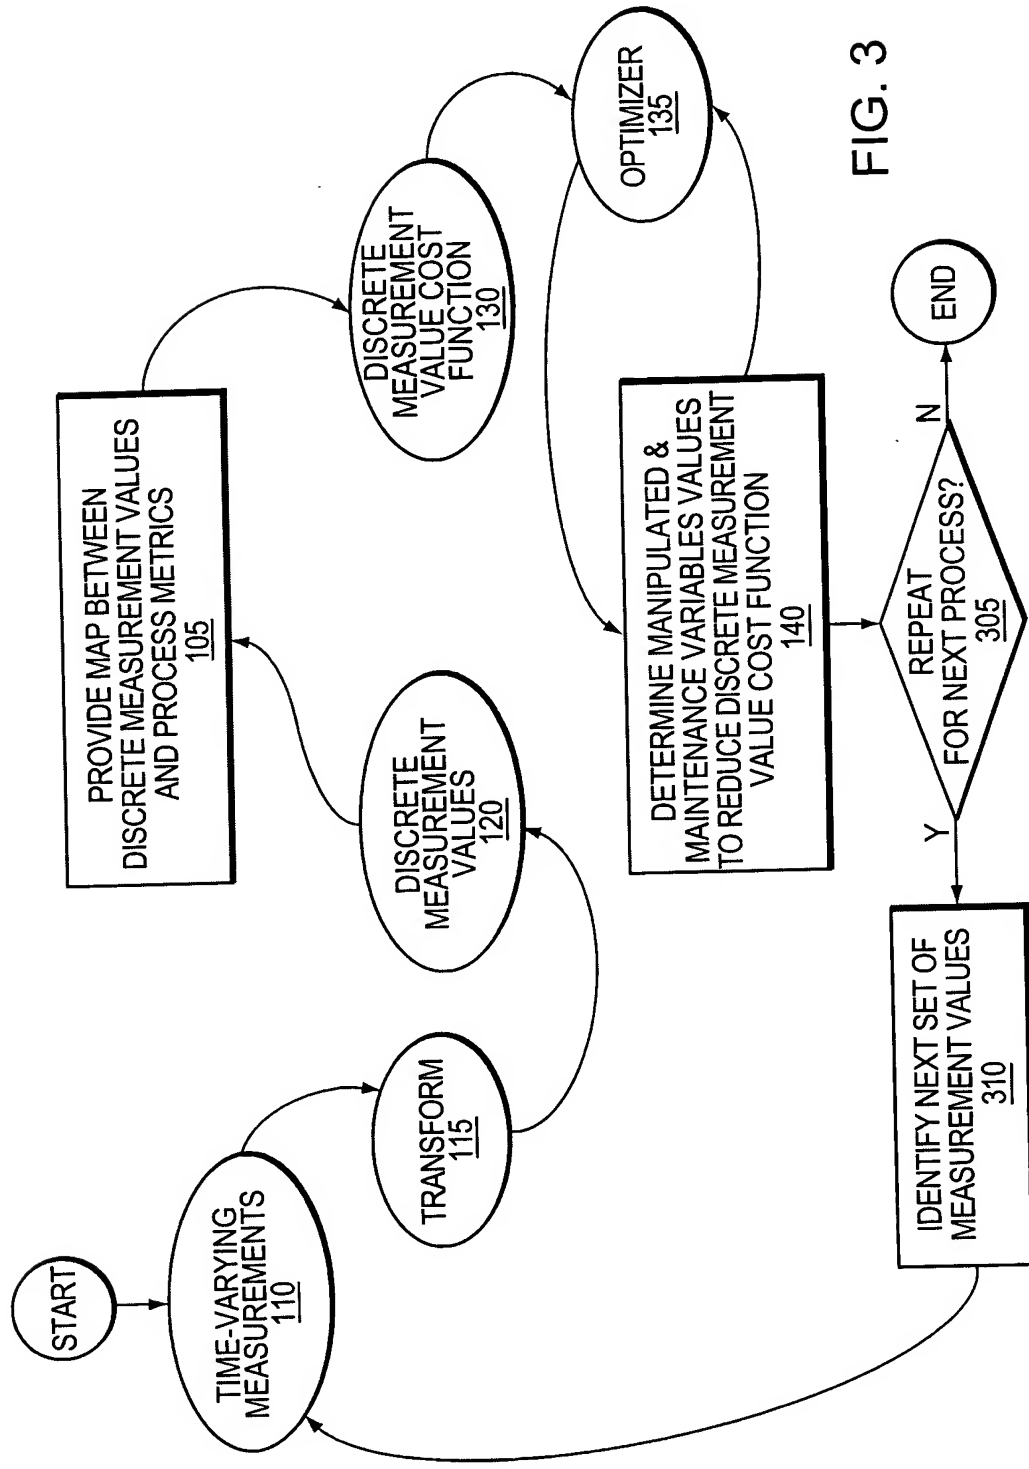 START
TIME-VARYING
MEASUREMENTS
110
TRANSFORM
115
DISCRETE
MEASUREMENT
VALUES
120
PROVIDE MAP BETWEEN
DISCRETE MEASUREMENT VALUES
AND PROCESS METRICS
105
DISCRETE
MEASUREMENT
VALUE COST
FUNCTION
130
OPTIMIZER
135
DETERMINE MANIPULATED &
MAINTENANCE VARIABLES VALUES
TO REDUCE DISCRETE MEASUREMENT
VALUE COST FUNCTION
140
REPEAT
FOR NEXT PROCESS?
305
Y
N
END
IDENTIFY NEXT SET OF
MEASUREMENT VALUES
310
FIG. 3